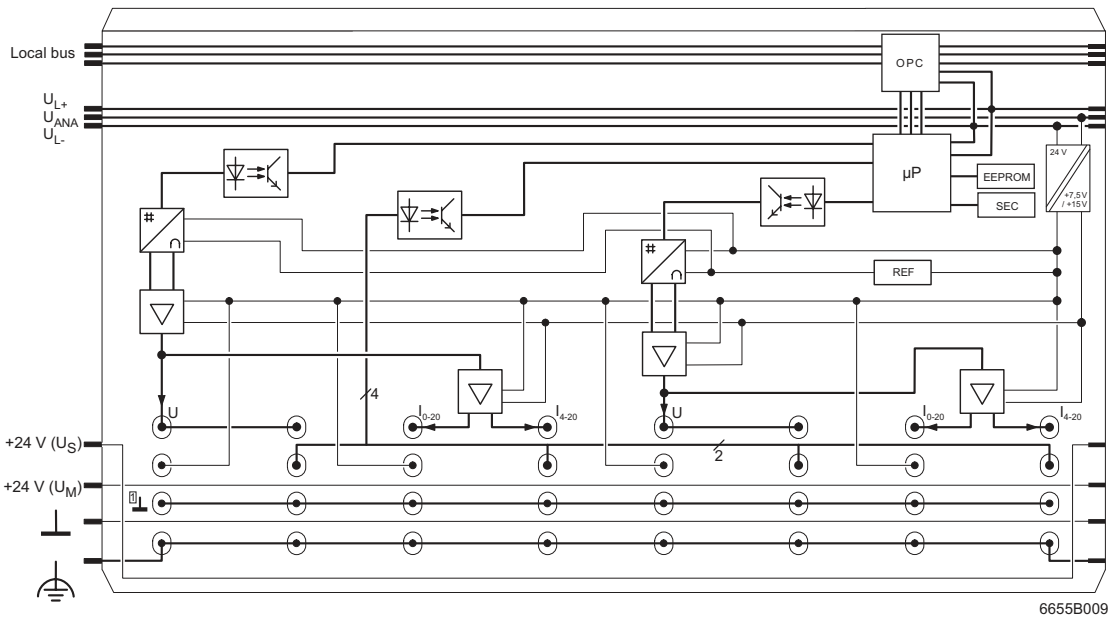 Local bus
OPC
U_L+
U_ANA
U_L-
µP
24 V
+7,5 V
/ +15 V
EEPROM
SEC
#
∩
#
∩
REF
4
U
I_0-20
I_4-20
U
I_0-20
I_4-20
+24 V (U_S)
2
+24 V (U_M)
1
6655B009